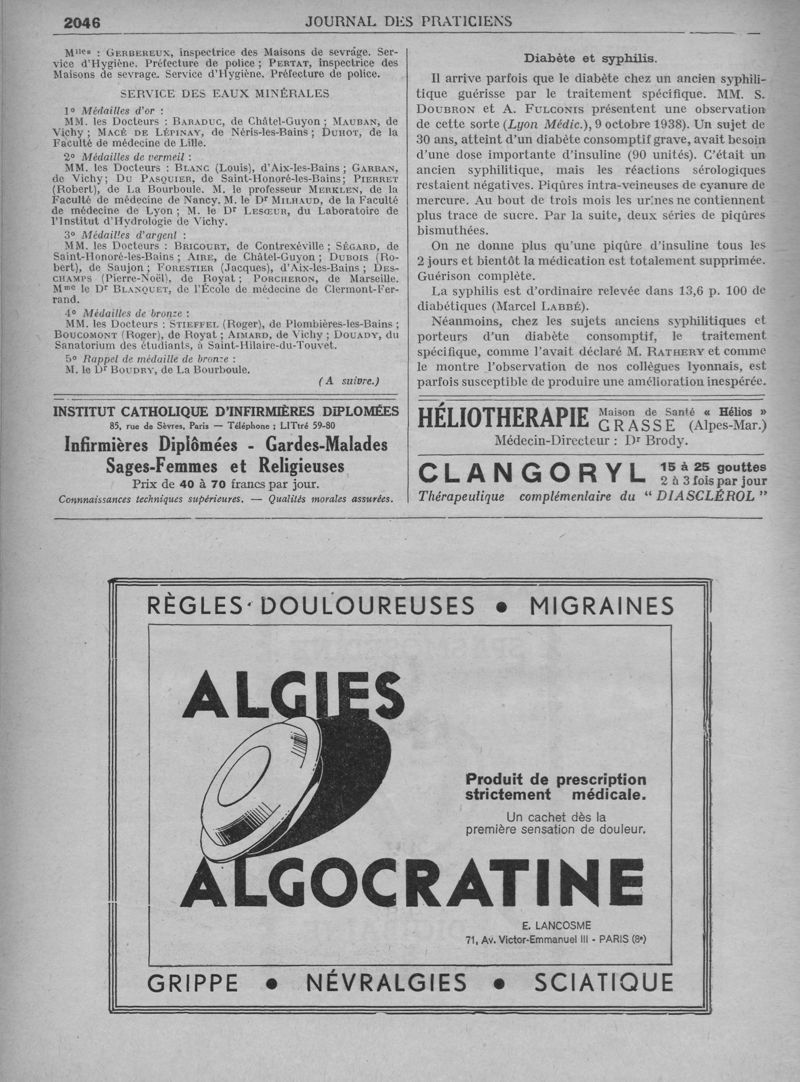 2046
JOURNAL DES PRATICIENS
Mlles : GERBEREUX, inspectrice des Maisons de sevrage. Ser-
vice d'Hygiène. Préfecture de police ; PERTAT, inspectrice des
Maisons de sevrage. Service d'Hygiène. Préfecture de police.
SERVICE DES EAUX MINÉRALES
1o Médailles d'or :
MM. les Docteurs : BARADUC, de Châtel-Guyon ; MAUBAN, de
Vichy ; MACÉ DE LÉPINAY, de Néris-les-Bains ; DUHOT, de la
Faculté de médecine de Lille.
2o Médailles de vermeil :
MM. les Docteurs : BLANC (Louis), d'Aix-les-Bains ; GARBAN,
de Vichy ; DU PASQUIER, de Saint-Honoré-les-Bains ; PIERRET
(Robert), de La Bourboule. M. le professeur MERKLEN, de la
Faculté de médecine de Nancy. M. le Dr MILHAUD, de la Faculté
de médecine de Lyon ; M. le Dr LESŒUR, du Laboratoire de
l'Institut d'Hydrologie de Vichy.
3o Médailles d'argent :
MM. les Docteurs : BRICOURT, de Contrexéville ; SÉGARD, de
Saint-Honoré-les-Bains ; AIRE, de Châtel-Guyon ; DUBOIS (Ro-
bert), de Saujon ; FORESTIER (Jacques), d'Aix-les-Bains ; DES-
CHAMPS (Pierre-Noël), de Royat ; PORCHERON, de Marseille.
Mme le Dr BLANQUET, de l'École de médecine de Clermont-Fer-
rand.
4o Médailles de bronze :
MM. les Docteurs : STIEFFEL (Roger), de Plombières-les-Bains ;
BOUCOMONT (Roger), de Royat ; AIMARD, de Vichy ; DOUADY, du
Sanatorium des étudiants, à Saint-Hilaire-du-Touvet.
5o Rappel de médaille de bronze :
M. le Dr BOUDRY, de La Bourboule.
(A suivre.)
INSTITUT CATHOLIQUE D'INFIRMIÈRES DIPLOMÉES
85, rue de Sèvres, Paris — Téléphone : LITtré 59-80
Infirmières Diplômées - Gardes-Malades
Sages-Femmes et Religieuses
Prix de 40 à 70 francs par jour.
Connnaissances techniques supérieures. — Qualités morales assurées.
Diabète et syphilis.
Il arrive parfois que le diabète chez un ancien syphili-
tique guérisse par le traitement spécifique. MM. S.
DOUBRON et A. FULCONIS présentent une observation
de cette sorte (Lyon Médic.), 9 octobre 1938). Un sujet de
30 ans, atteint d'un diabète consomptif grave, avait besoin
d'une dose importante d'insuline (90 unités). C'était un
ancien syphilitique, mais les réactions sérologiques
restaient négatives. Piqûres intra-veineuses de cyanure de
mercure. Au bout de trois mois les urines ne contiennent
plus trace de sucre. Par la suite, deux séries de piqûres
bismuthées.
On ne donne plus qu'une piqûre d'insuline tous les
2 jours et bientôt la médication est totalement supprimée.
Guérison complète.
La syphilis est d'ordinaire relevée dans 13,6 p. 100 de
diabétiques (Marcel LABBÉ).
Néanmoins, chez les sujets anciens syphilitiques et
porteurs d'un diabète consomptif, le traitement
spécifique, comme l'avait déclaré M. RATHERY et comme
le montre l'observation de nos collègues lyonnais, est
parfois susceptible de produire une amélioration inespérée.
HÉLIOTHERAPIE
Maison de Santé « Hélios »
GRASSE (Alpes-Mar.)
Médecin-Directeur : Dr Brody.
CLANGORYL
15 à 25 gouttes
2 à 3 fois par jour
Thérapeutique complémentaire du “ DIASCLÉROL ”
RÈGLES DOULOUREUSES • MIGRAINES
ALGIES
Produit de prescription
strictement médicale.
Un cachet dès la
première sensation de douleur.
ALGOCRATINE
E. LANCOSME
71, Av. Victor-Emmanuel III - PARIS (8e)
GRIPPE • NÉVRALGIES • SCIATIQUE